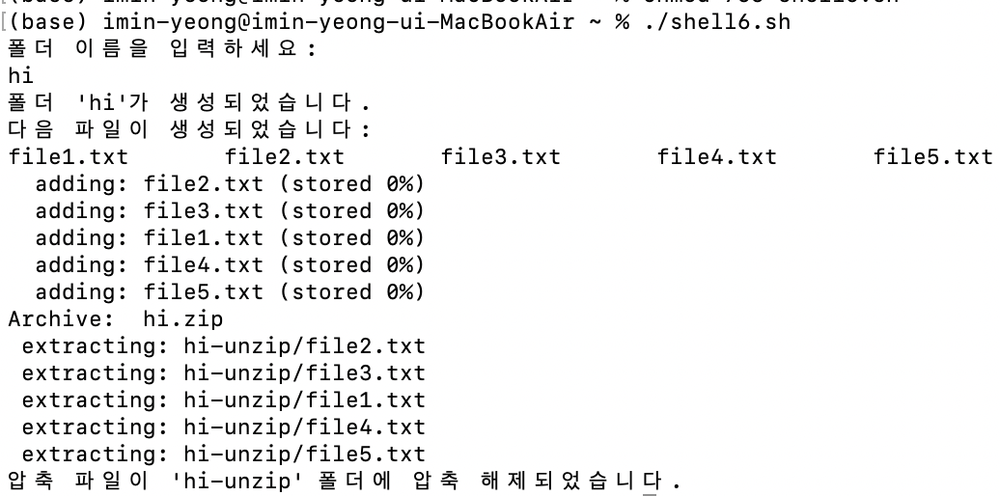 (base) imin-yeong@imin-yeong-ui-MacBookAir ~ % ./shell6.sh
폴더 이름을 입력하세요:
hi
폴더 'hi'가 생성되었습니다.
다음 파일이 생성되었습니다:
file1.txt file2.txt file3.txt file4.txt file5.txt
adding: file2.txt (stored 0%)
adding: file3.txt (stored 0%)
adding: file1.txt (stored 0%)
adding: file4.txt (stored 0%)
adding: file5.txt (stored 0%)
Archive: hi.zip
extracting: hi-unzip/file2.txt
extracting: hi-unzip/file3.txt
extracting: hi-unzip/file1.txt
extracting: hi-unzip/file4.txt
extracting: hi-unzip/file5.txt
압축 파일이 'hi-unzip' 폴더에 압축 해제되었습니다.